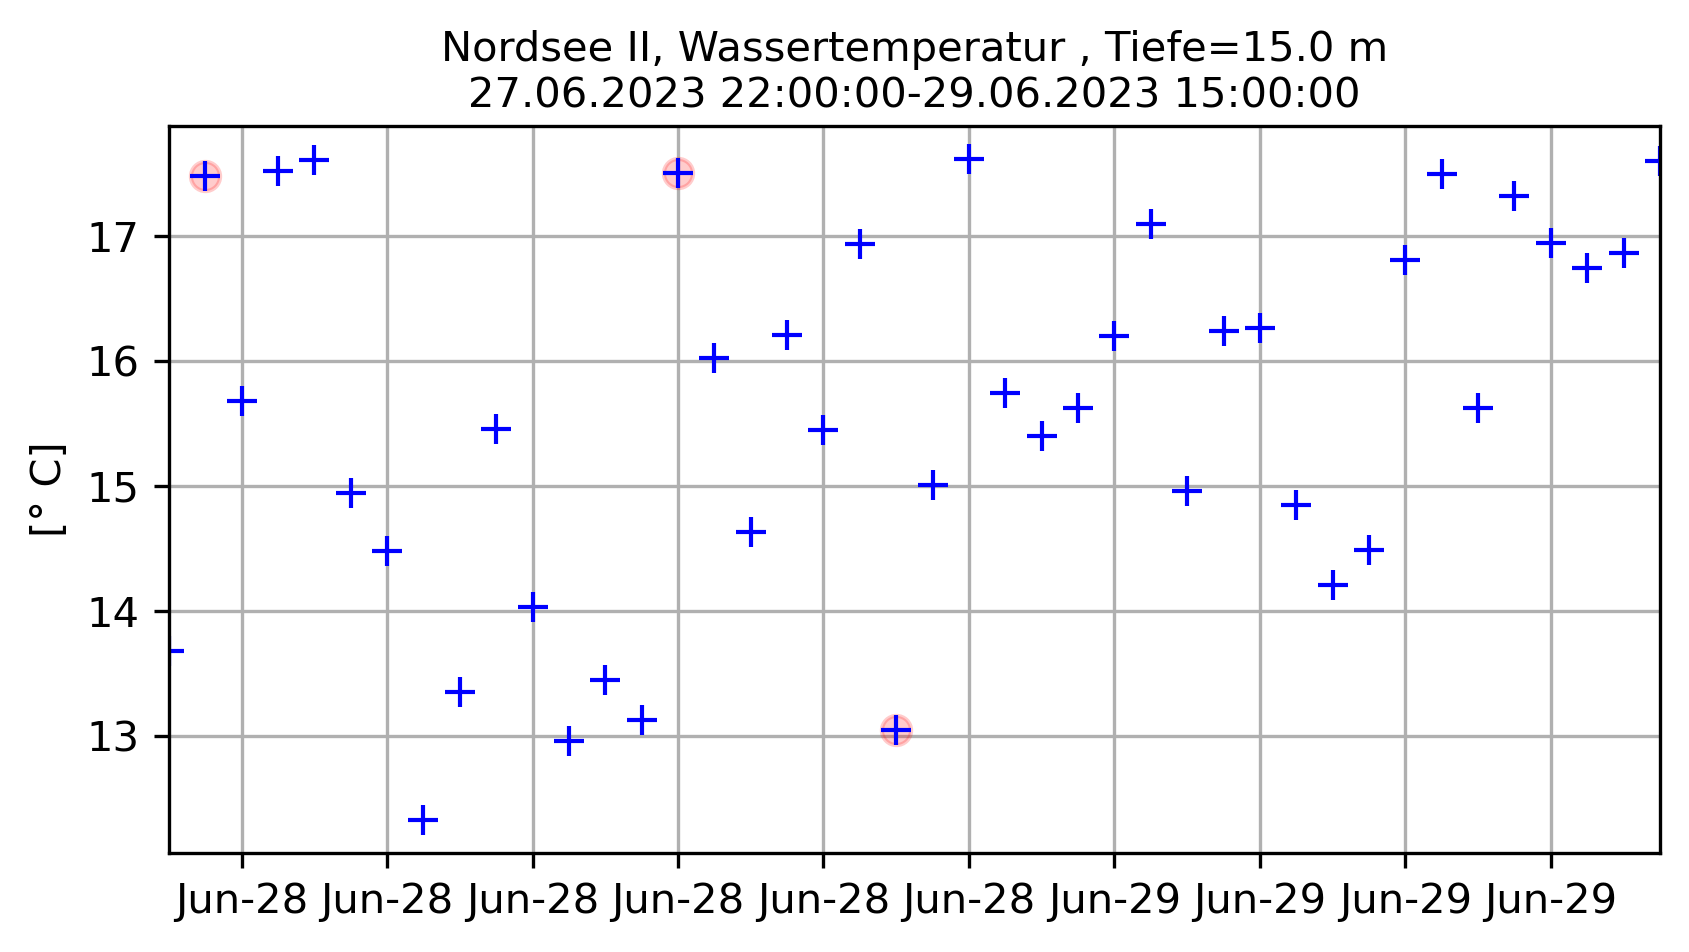 Nordsee II, Wassertemperatur , Tiefe=15.0 m
27.06.2023 22:00:00-29.06.2023 15:00:00
17
16
15
14
13
[° C]
Jun-28 Jun-28 Jun-28 Jun-28 Jun-28 Jun-28 Jun-29 Jun-29 Jun-29 Jun-29